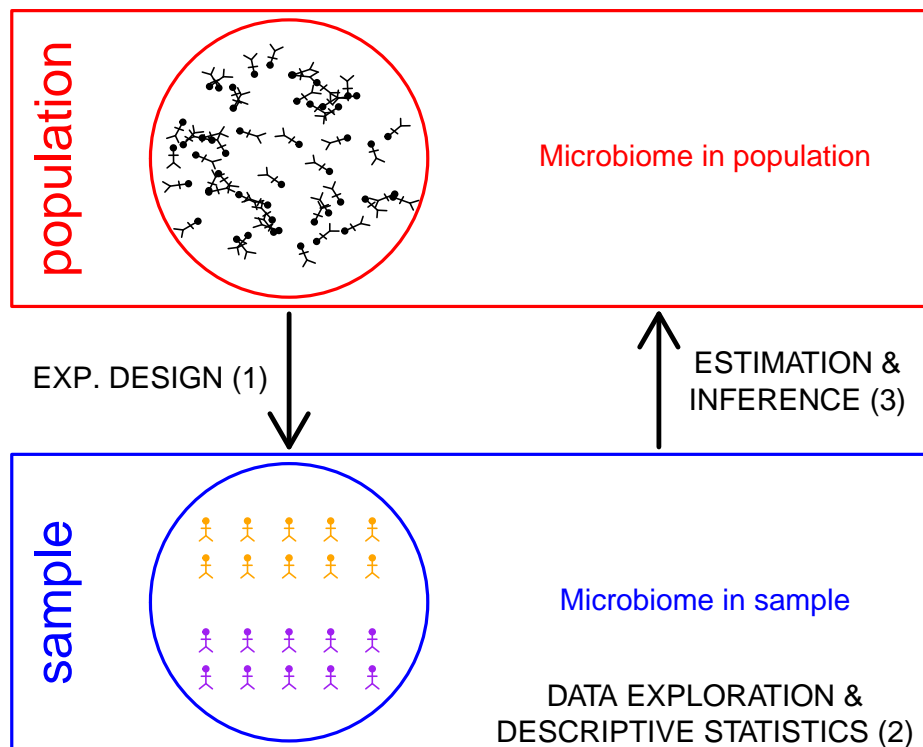 population
Microbiome in population
EXP. DESIGN (1)
ESTIMATION &
INFERENCE (3)
sample
Microbiome in sample
DATA EXPLORATION &
DESCRIPTIVE STATISTICS (2)